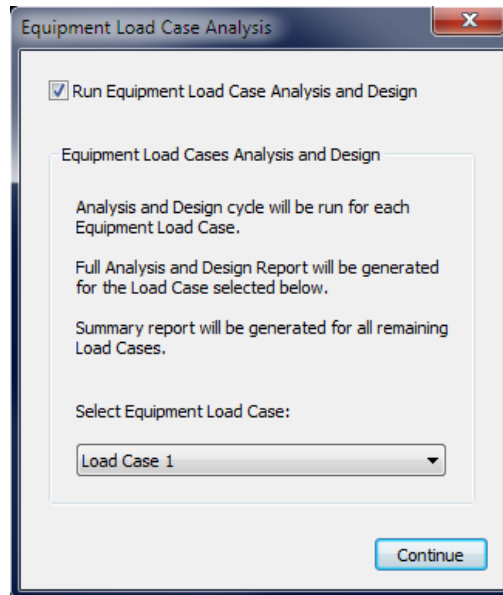 Equipment Load Case Analysis
Run Equipment Load Case Analysis and Design
Equipment Load Cases Analysis and Design
Analysis and Design cycle will be run for each
Equipment Load Case.
Full Analysis and Design Report will be generated
for the Load Case selected below.
Summary report will be generated for all remaining
Load Cases.
Select Equipment Load Case:
Load Case 1
Continue